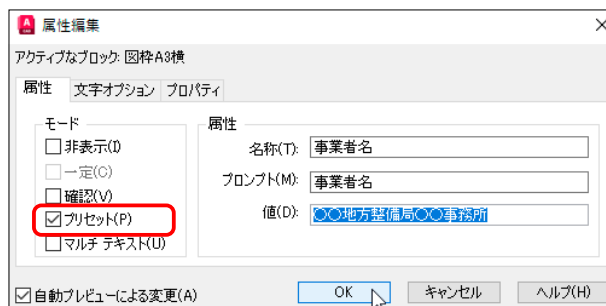 属性編集
アクティブなブロック: 図枠A3横
属性 文字オプション プロパティ
モード
非表示(I)
一定(C)
確認(V)
プリセット(P)
マルチ テキスト(U)
属性
名称(T): 事業者名
プロンプト(M): 事業者名
値(D): 〇〇地方整備局〇〇事務所
自動プレビューによる変更(A)
OK キャンセル ヘルプ(H)